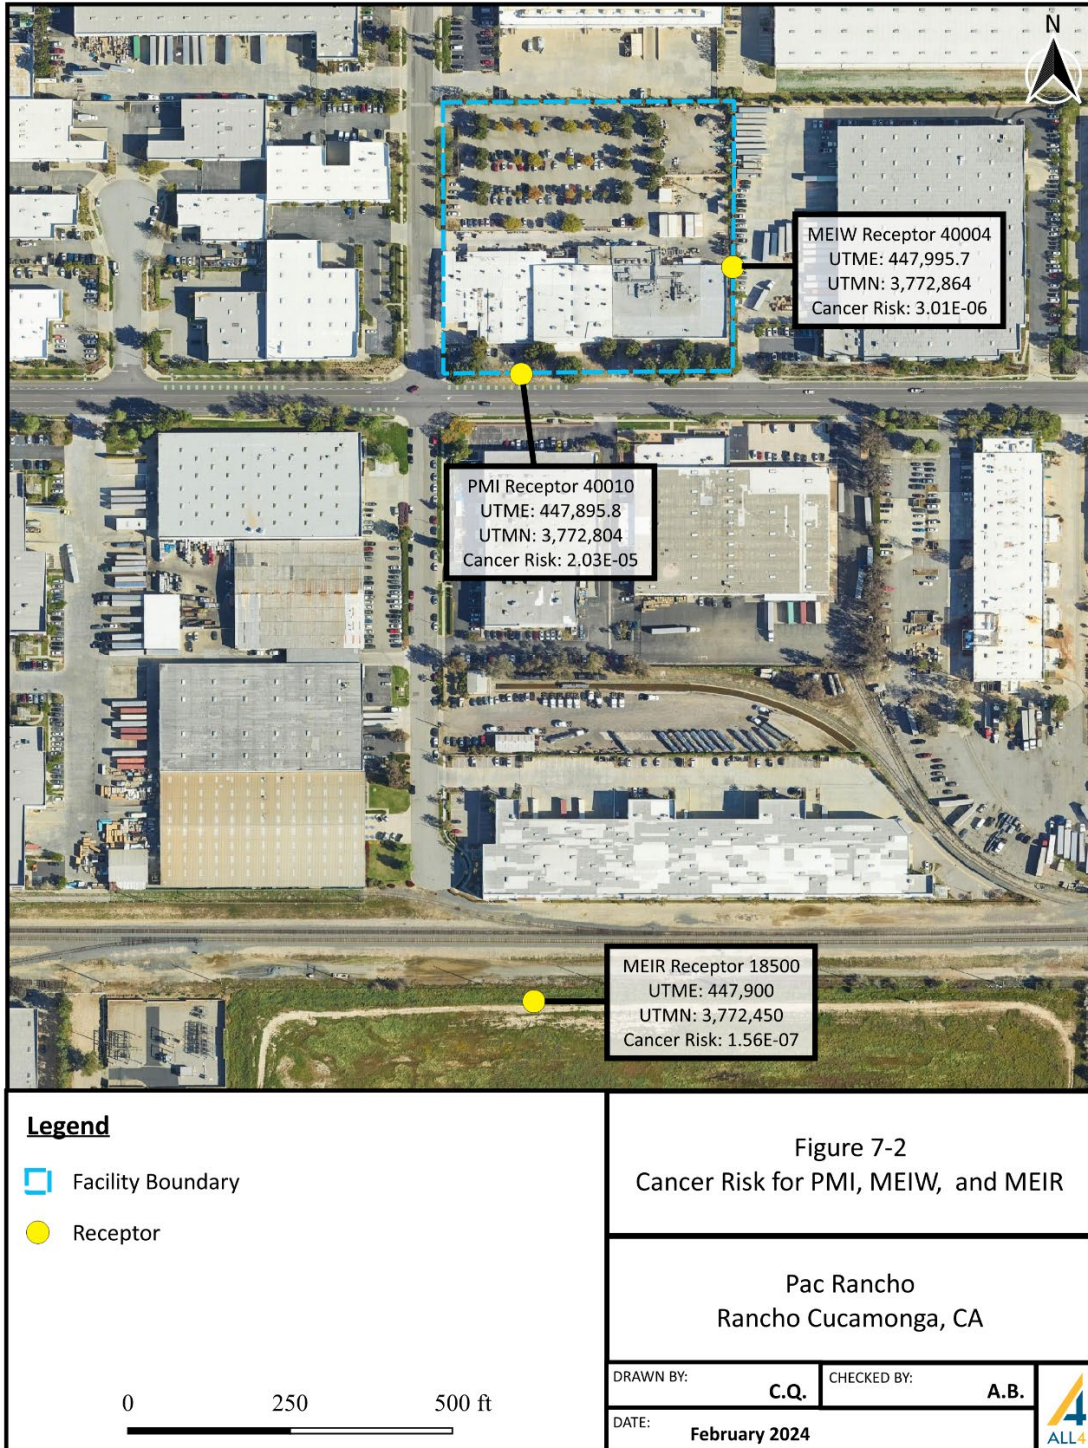 N
MEIW Receptor 40004
UTME: 447,995.7
UTMN: 3,772,864
Cancer Risk: 3.01E-06
PMI Receptor 40010
UTME: 447,895.8
UTMN: 3,772,804
Cancer Risk: 2.03E-05
MEIR Receptor 18500
UTME: 447,900
UTMN: 3,772,450
Cancer Risk: 1.56E-07
Legend
Facility Boundary
Receptor
0 250 500 ft
Figure 7-2
Cancer Risk for PMI, MEIW, and MEIR
Pac Rancho
Rancho Cucamonga, CA
DRAWN BY: C.Q.
CHECKED BY: A.B.
DATE: February 2024
ALL4